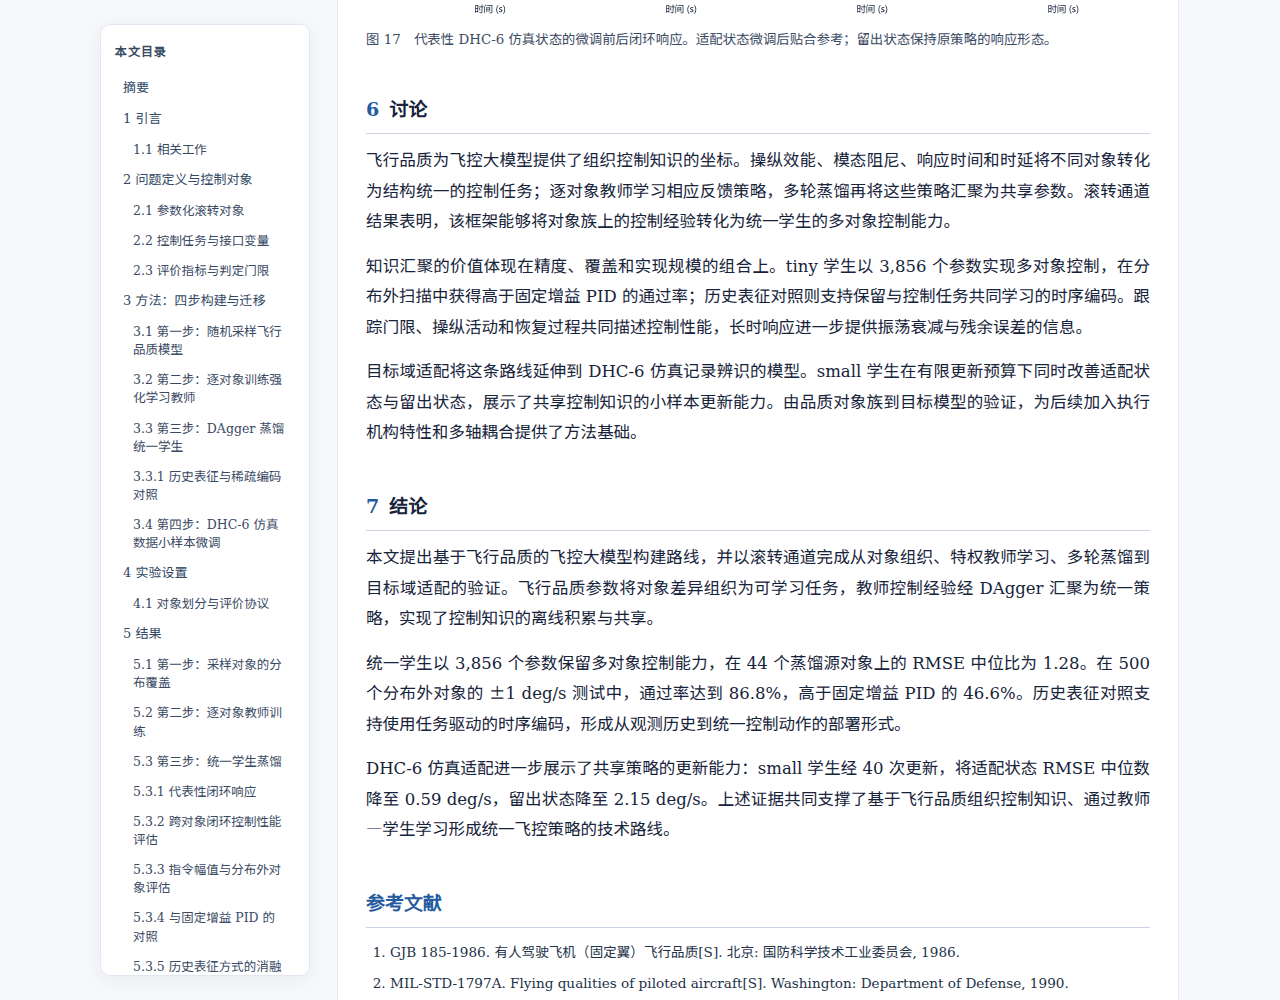 本文目录
摘要
1 引言
1.1 相关工作
2 问题定义与控制对象
2.1 参数化滚转对象
2.2 控制任务与接口变量
2.3 评价指标与判定门限
3 方法：四步构建与迁移
3.1 第一步：随机采样飞行
品质模型
3.2 第二步：逐对象训练强
化学习教师
3.3 第三步：DAgger 蒸馏
统一学生
3.3.1 历史表征与稀疏编码
对照
3.4 第四步：DHC-6 仿真
数据小样本微调
4 实验设置
4.1 对象划分与评价协议
5 结果
5.1 第一步：采样对象的分
布覆盖
5.2 第二步：逐对象教师训
练
5.3 第三步：统一学生蒸馏
5.3.1 代表性闭环响应
5.3.2 跨对象闭环控制性能
评估
5.3.3 指令幅值与分布外对
象评估
5.3.4 与固定增益 PID 的
对照
5.3.5 历史表征方式的消融
时间 (s) 时间 (s) 时间 (s) 时间 (s)
图 17 代表性 DHC-6 仿真状态的微调前后闭环响应。适配状态微调后贴合参考；留出状态保持原策略的响应形态。
6 讨论
飞行品质为飞控大模型提供了组织控制知识的坐标。操纵效能、模态阻尼、响应时间和时延将不同对象转化
为结构统一的控制任务；逐对象教师学习相应反馈策略，多轮蒸馏再将这些策略汇聚为共享参数。滚转通道
结果表明，该框架能够将对象族上的控制经验转化为统一学生的多对象控制能力。
知识汇聚的价值体现在精度、覆盖和实现规模的组合上。tiny 学生以 3,856 个参数实现多对象控制，在分
布外扫描中获得高于固定增益 PID 的通过率；历史表征对照则支持保留与控制任务共同学习的时序编码。跟
踪门限、操纵活动和恢复过程共同描述控制性能，长时响应进一步提供振荡衰减与残余误差的信息。
目标域适配将这条路线延伸到 DHC-6 仿真记录辨识的模型。small 学生在有限更新预算下同时改善适配状
态与留出状态，展示了共享控制知识的小样本更新能力。由品质对象族到目标模型的验证，为后续加入执行
机构特性和多轴耦合提供了方法基础。
7 结论
本文提出基于飞行品质的飞控大模型构建路线，并以滚转通道完成从对象组织、特权教师学习、多轮蒸馏到
目标域适配的验证。飞行品质参数将对象差异组织为可学习任务，教师控制经验经 DAgger 汇聚为统一策
略，实现了控制知识的离线积累与共享。
统一学生以 3,856 个参数保留多对象控制能力，在 44 个蒸馏源对象上的 RMSE 中位比为 1.28。在 500
个分布外对象的 ±1 deg/s 测试中，通过率达到 86.8%，高于固定增益 PID 的 46.6%。历史表征对照支
持使用任务驱动的时序编码，形成从观测历史到统一控制动作的部署形式。
DHC-6 仿真适配进一步展示了共享策略的更新能力：small 学生经 40 次更新，将适配状态 RMSE 中位数
降至 0.59 deg/s，留出状态降至 2.15 deg/s。上述证据共同支撑了基于飞行品质组织控制知识、通过教师
—学生学习形成统一飞控策略的技术路线。
参考文献
1. GJB 185-1986. 有人驾驶飞机（固定翼）飞行品质[S]. 北京: 国防科学技术工业委员会, 1986.
2. MIL-STD-1797A. Flying qualities of piloted aircraft[S]. Washington: Department of Defense, 1990.